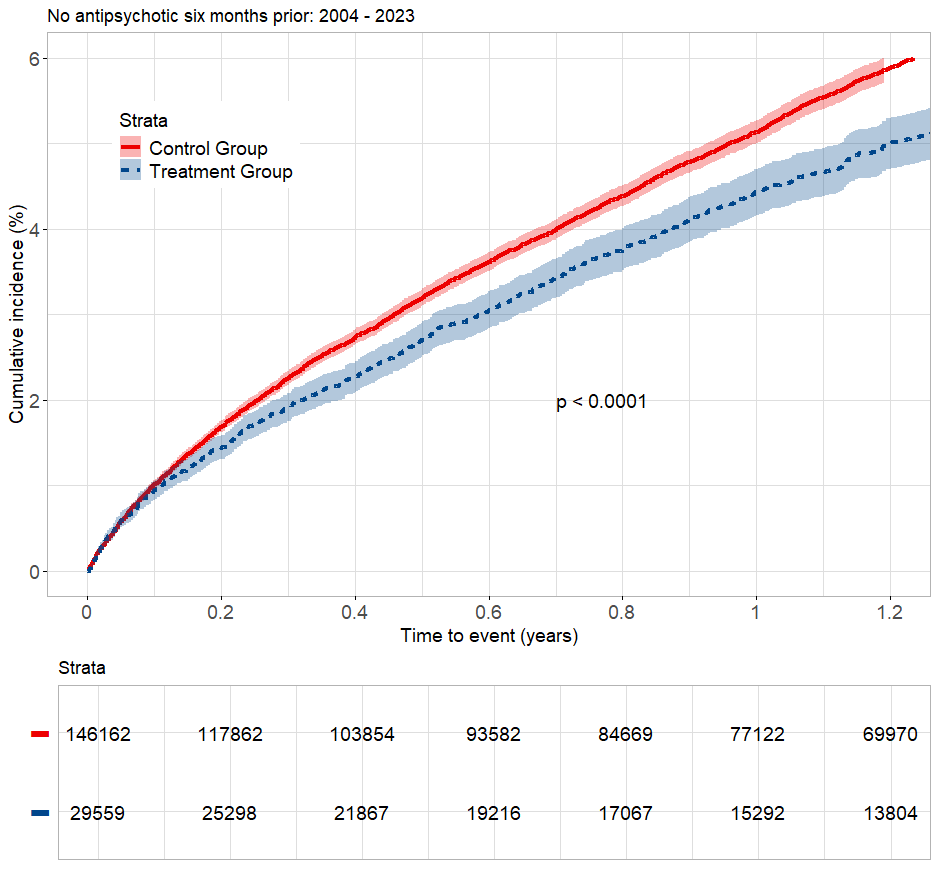 No antipsychotic six months prior: 2004 - 2023
6
Strata
Control Group
Treatment Group
4
Cumulative incidence (%)
2
p < 0.0001
0
0 0.2 0.4 0.6 0.8 1 1.2
Time to event (years)
Strata
146162 117862 103854 93582 84669 77122 69970
29559 25298 21867 19216 17067 15292 13804